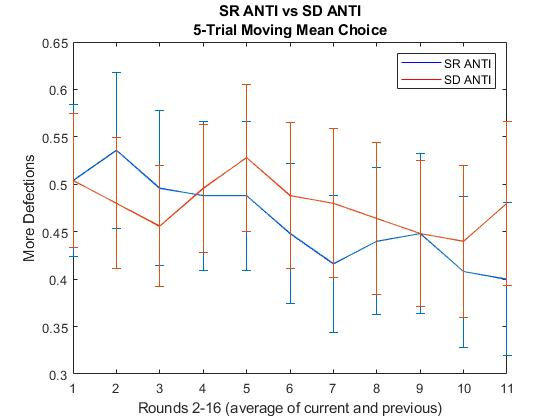 SR ANTI vs SD ANTI
5-Trial Moving Mean Choice
SR ANTI
SD ANTI
More Defections
0.65
0.6
0.55
0.5
0.45
0.4
0.35
0.3
1 2 3 4 5 6 7 8 9 10 11
Rounds 2-16 (average of current and previous)